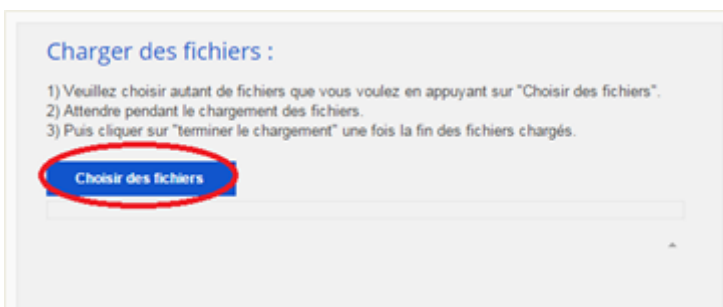 Charger des fichiers :
1) Veuillez choisir autant de fichiers que vous voulez en appuyant sur "Choisir des fichiers".
2) Attendre pendant le chargement des fichiers.
3) Puis cliquer sur "terminer le chargement" une fois la fin des fichiers chargés.
Choisir des fichiers